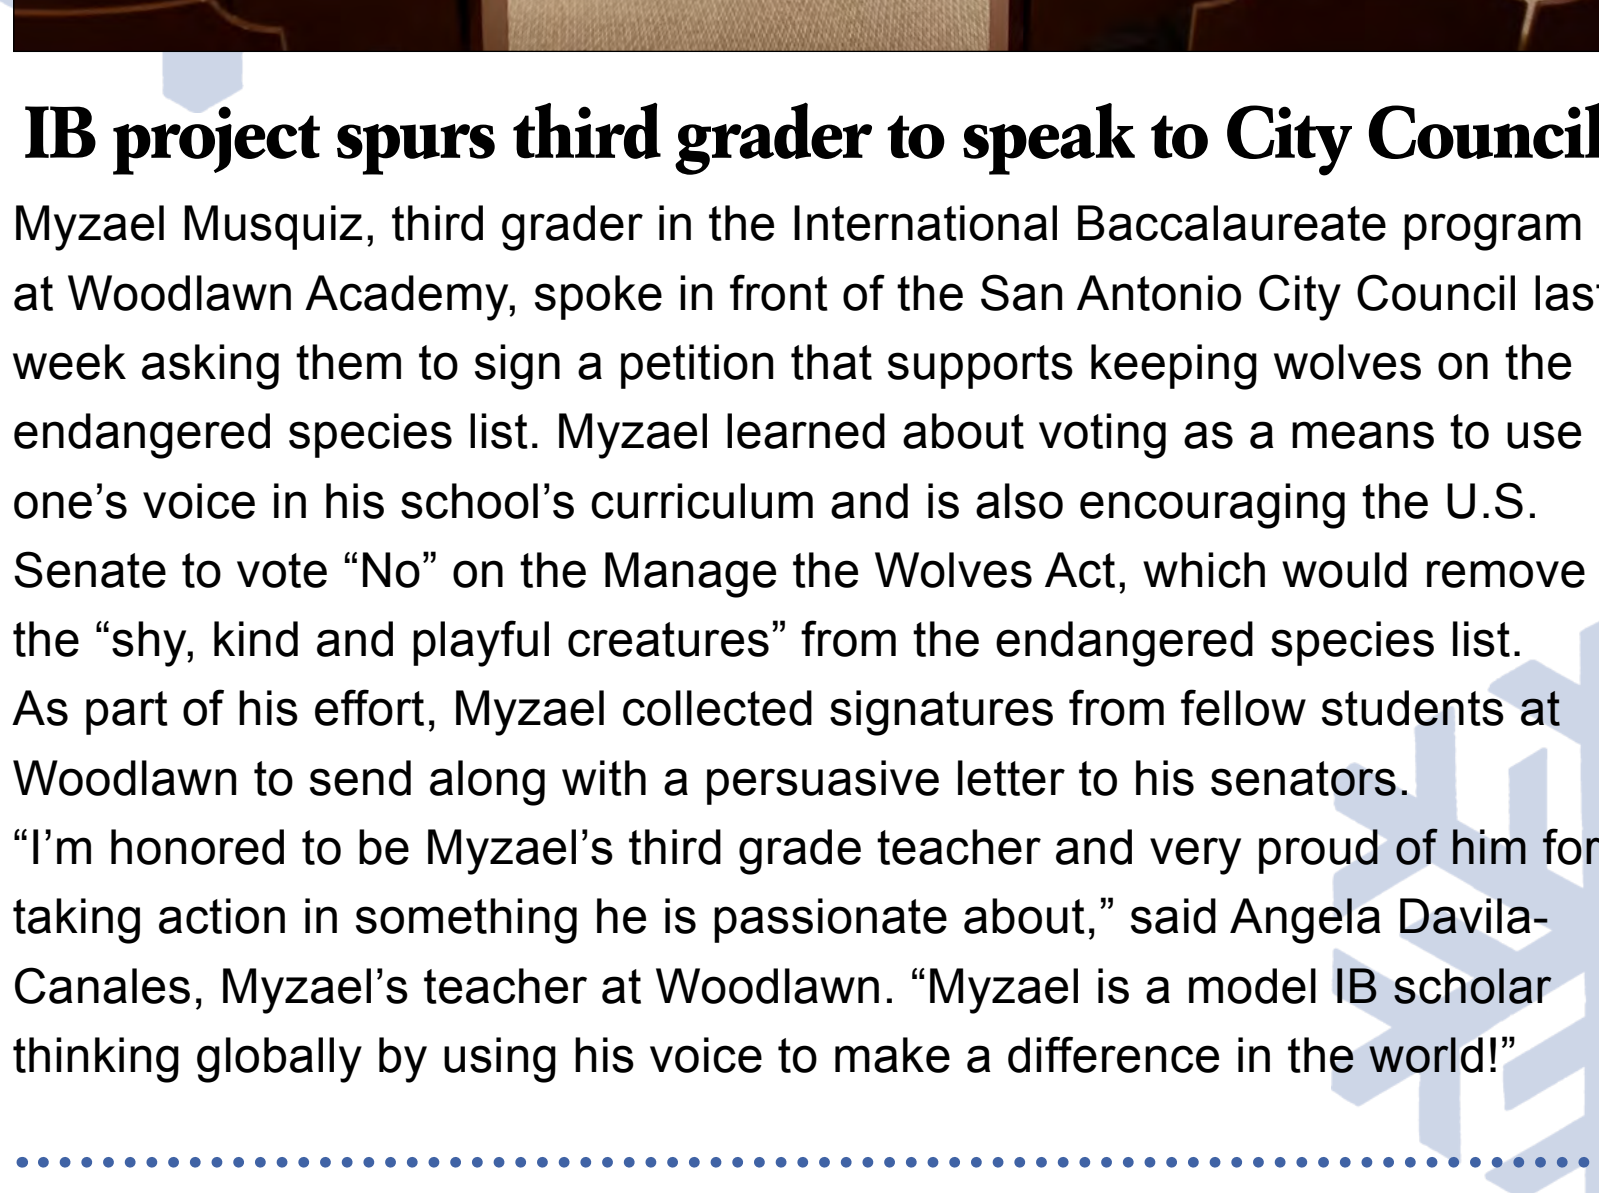 IB project spurs third grader to speak to City Council
Myzael Musquiz, third grader in the International Baccalaureate program
at Woodlawn Academy, spoke in front of the San Antonio City Council last
week asking them to sign a petition that supports keeping wolves on the
endangered species list. Myzael learned about voting as a means to use
one’s voice in his school’s curriculum and is also encouraging the U.S.
Senate to vote “No” on the Manage the Wolves Act, which would remove
the “shy, kind and playful creatures” from the endangered species list.
As part of his effort, Myzael collected signatures from fellow students at
Woodlawn to send along with a persuasive letter to his senators.
“I’m honored to be Myzael’s third grade teacher and very proud of him for
taking action in something he is passionate about,” said Angela Davila-
Canales, Myzael’s teacher at Woodlawn. “Myzael is a model IB scholar
thinking globally by using his voice to make a difference in the world!”